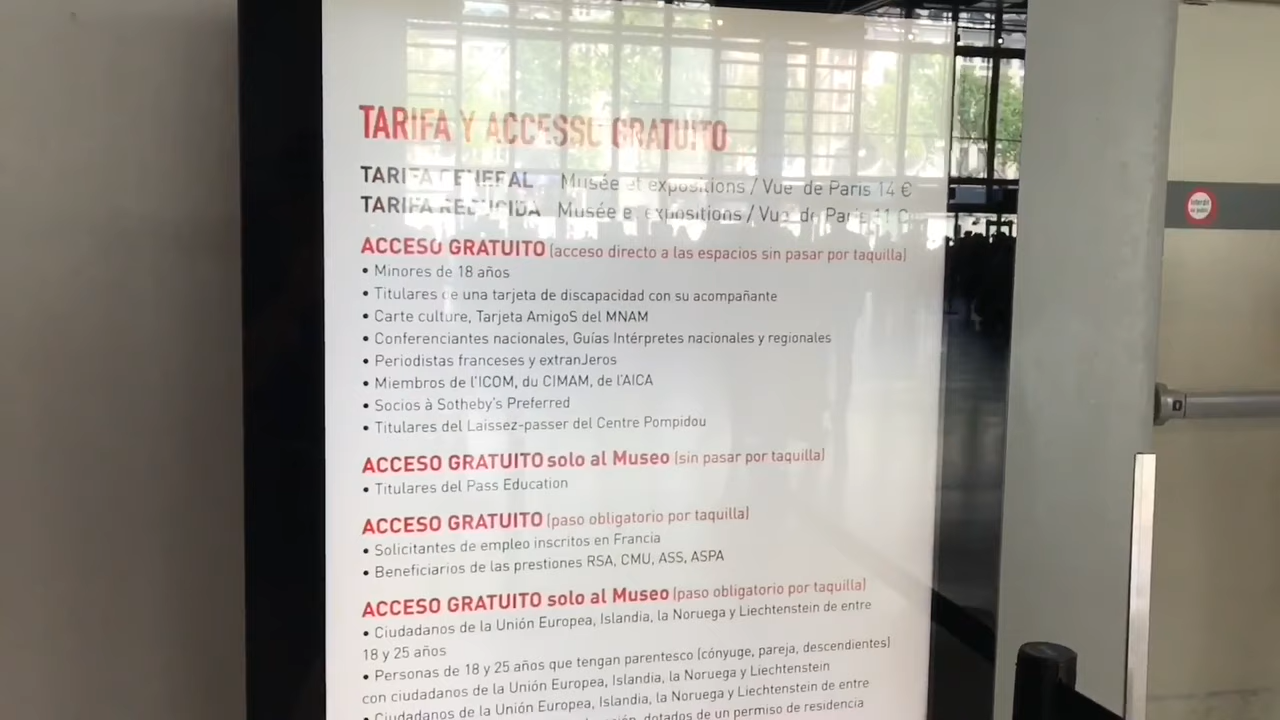 TARIFA Y ACCESSO GRATUITO
TARIFA GENERAL Musée et expositions / Vue de Paris 14 €
TARIFA REDUCIDA Musée et expositions / Vue de Paris 11 €
ACCESO GRATUITO (acceso directo a las espacios sin pasar por taquilla)
• Minores de 18 años
• Titulares de una tarjeta de discapacidad con su acompañante
• Carte culture, Tarjeta AmigoS del MNAM
• Conferenciantes nacionales, Guías Intérpretes nacionales y regionales
• Periodistas franceses y extranJeros
• Miembros de l'ICOM, du CIMAM, de l'AICA
• Socios à Sotheby's Preferred
• Titulares del Laissez-passer del Centre Pompidou
ACCESO GRATUITO solo al Museo (sin pasar por taquilla)
• Titulares del Pass Education
ACCESO GRATUITO (paso obligatorio por taquilla)
• Solicitantes de empleo inscritos en Francia
• Beneficiarios de las prestiones RSA, CMU, ASS, ASPA
ACCESO GRATUITO solo al Museo (paso obligatorio por taquilla)
• Ciudadanos de la Unión Europea, Islandia, la Noruega y Liechtenstein de entre
18 y 25 años
• Personas de 18 y 25 años que tengan parentesco (cónyuge, pareja, descendientes)
con ciudadanos de la Unión Europea, Islandia, la Noruega y Liechtenstein
• Ciudadanos de la Unión Europea, Islandia, la Noruega y Liechtenstein de entre
dotados de un permiso de residencia